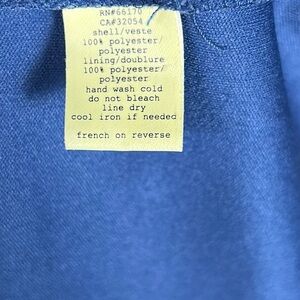 RN#66170
CA#32054
shell/veste
100% polyester/
polyester
lining/doublure
100% polyester/
polyester
hand wash cold
do not bleach
line dry
cool iron if needed
french on reverse